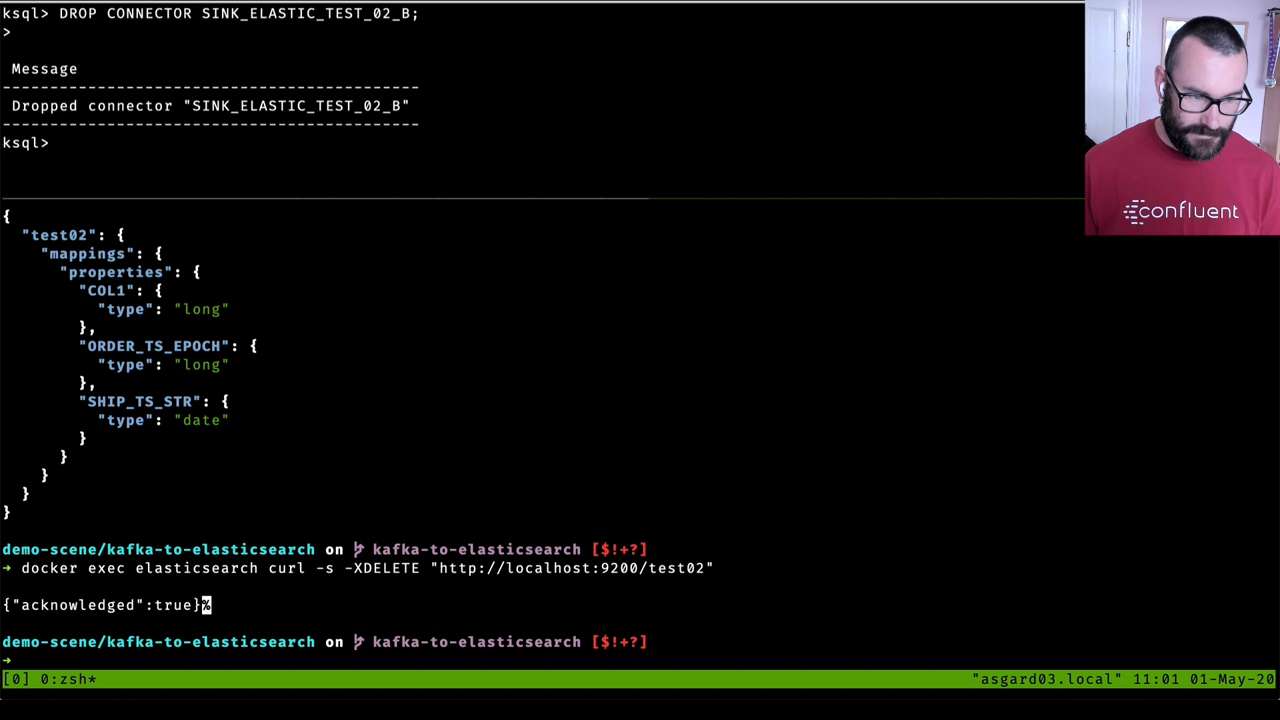 ksql> DROP CONNECTOR SINK_ELASTIC_TEST_02_B;
>
Message
-------------------------------------------
Dropped connector "SINK_ELASTIC_TEST_02_B"
-------------------------------------------
ksql>
confluent
{
"test02": {
"mappings": {
"properties": {
"COL1": {
"type": "long"
},
"ORDER_TS_EPOCH": {
"type": "long"
},
"SHIP_TS_STR": {
"type": "date"
}
}
}
}
}
demo-scene/kafka-to-elasticsearch on kafka-to-elasticsearch [$!+?]
→ docker exec elasticsearch curl -s -XDELETE "http://localhost:9200/test02"
{"acknowledged":true}%
demo-scene/kafka-to-elasticsearch on kafka-to-elasticsearch [$!+?]
→
[0] 0:zsh* "asgard03.local" 11:01 01-May-20